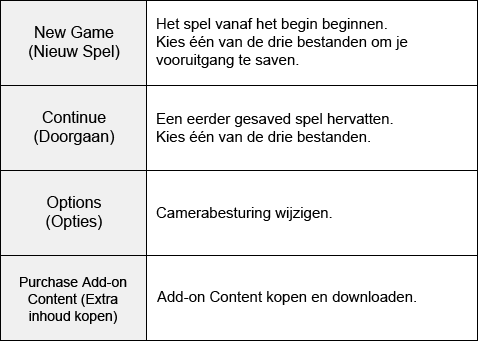 New Game
(Nieuw Spel)
Het spel vanaf het begin beginnen.
Kies één van de drie bestanden om je
vooruitgang te saven.
Continue
(Doorgaan)
Een eerder gesaved spel hervatten.
Kies één van de drie bestanden.
Options
(Opties)
Camerabesturing wijzigen.
Purchase Add-on
Content (Extra
inhoud kopen)
Add-on Content kopen en downloaden.